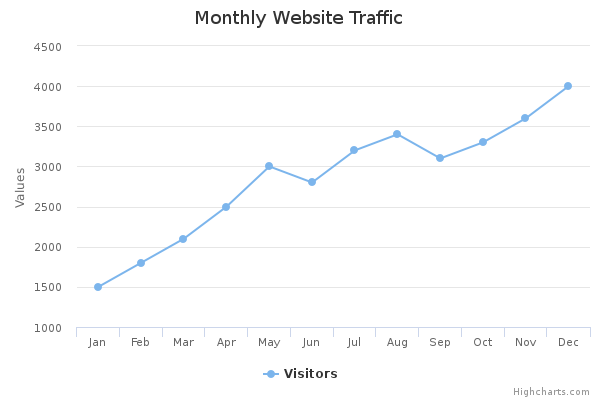 Monthly Website Traffic
4500
4000
3500
3000
2500
2000
1500
1000
Values
Jan Feb Mar Apr May Jun Jul Aug Sep Oct Nov Dec
Visitors
Highcharts.com